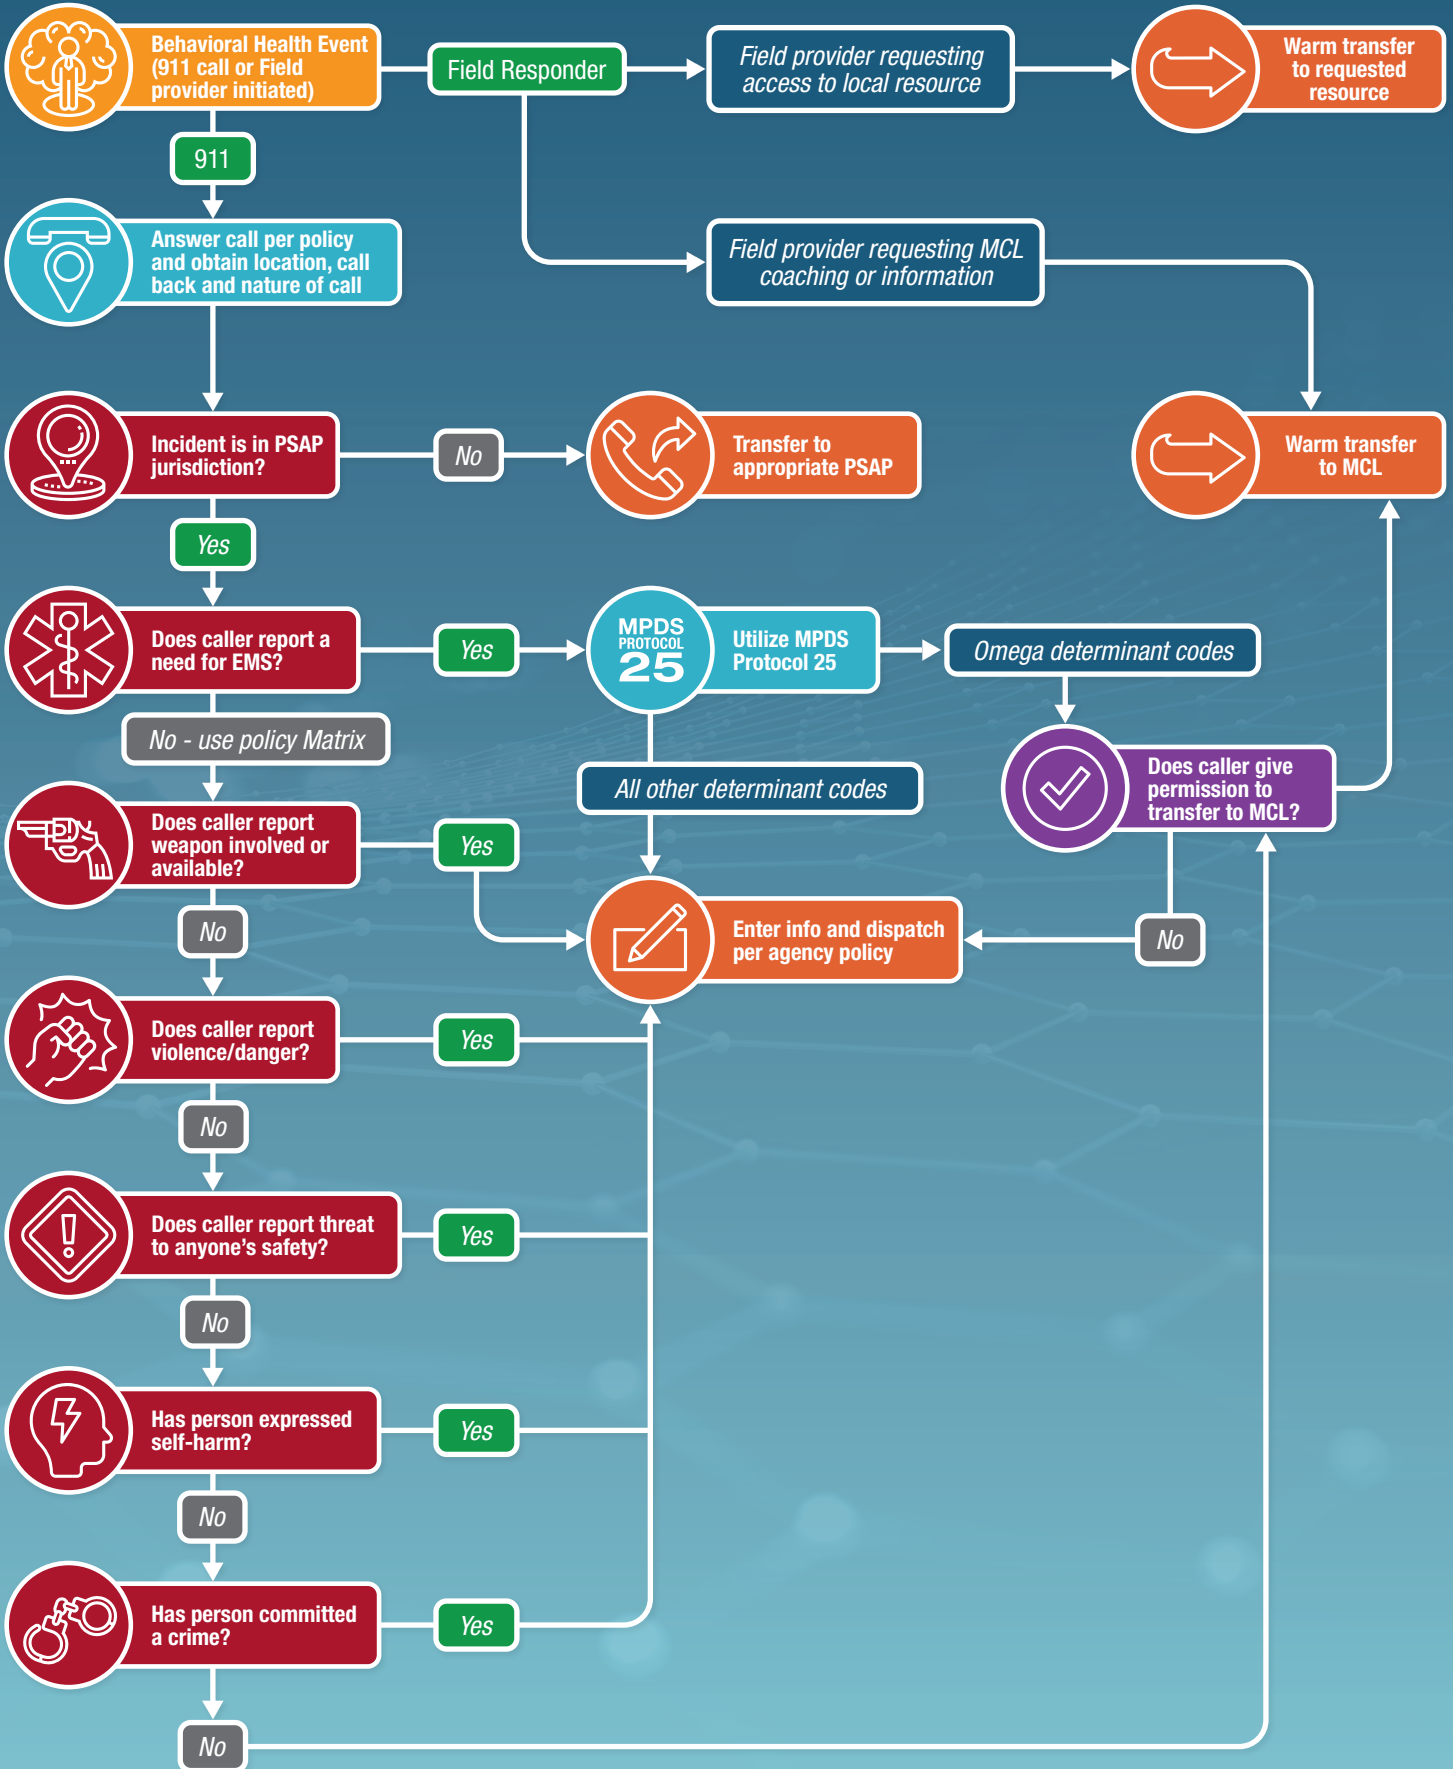 Behavioral Health Event
(911 call or Field
provider initiated)
Field Responder
Field provider requesting
access to local resource
Warm transfer
to requested
resource
911
Answer call per policy
and obtain location, call
back and nature of call
Field provider requesting MCL
coaching or information
Incident is in PSAP
jurisdiction?
No
Transfer to
appropriate PSAP
Warm transfer
to MCL
Yes
Does caller report a
need for EMS?
Yes
MPDS
PROTOCOL
25
Utilize MPDS
Protocol 25
Omega determinant codes
No - use policy Matrix
All other determinant codes
Does caller give
permission to
transfer to MCL?
Does caller report
weapon involved or
available?
Yes
No
Enter info and dispatch
per agency policy
No
Does caller report
violence/danger?
Yes
No
Does caller report threat
to anyone's safety?
Yes
No
Has person expressed
self-harm?
Yes
No
Has person committed
a crime?
Yes
No